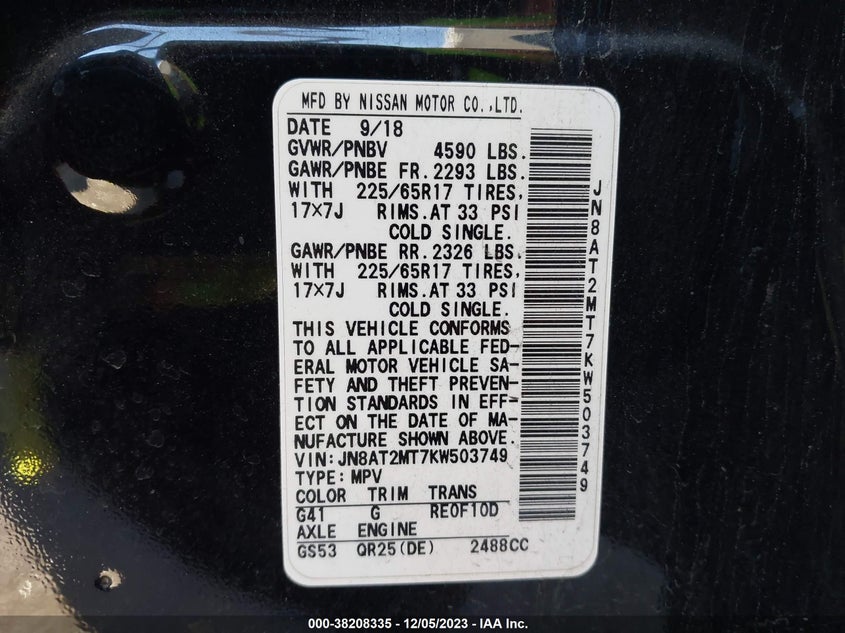 MFD BY NISSAN MOTOR CO.,LTD.
DATE 9/18
GVWR/PNBV 4590 LBS.
GAWR/PNBE FR.2293 LBS.
WITH 225/65R17 TIRES,
17×7J RIMS.AT 33 PSI
COLD SINGLE.
GAWR/PNBE RR.2326 LBS.
WITH 225/65R17 TIRES,
17×7J RIMS.AT 33 PSI
COLD SINGLE.
THIS VEHICLE CONFORMS
TO ALL APPLICABLE FED-
ERAL MOTOR VEHICLE SA-
FETY AND THEFT PREVEN-
TION STANDARDS IN EFF-
ECT ON THE DATE OF MA-
NUFACTURE SHOWN ABOVE.
VIN:JN8AT2MT7KW503749
TYPE:MPV
COLOR TRIM TRANS
G41 G RE0F10D
AXLE ENGINE
GS53 QR25(DE) 2488CC
JN8AT2MT7KW503749
000-38208335 - 12/05/2023 - IAA Inc.